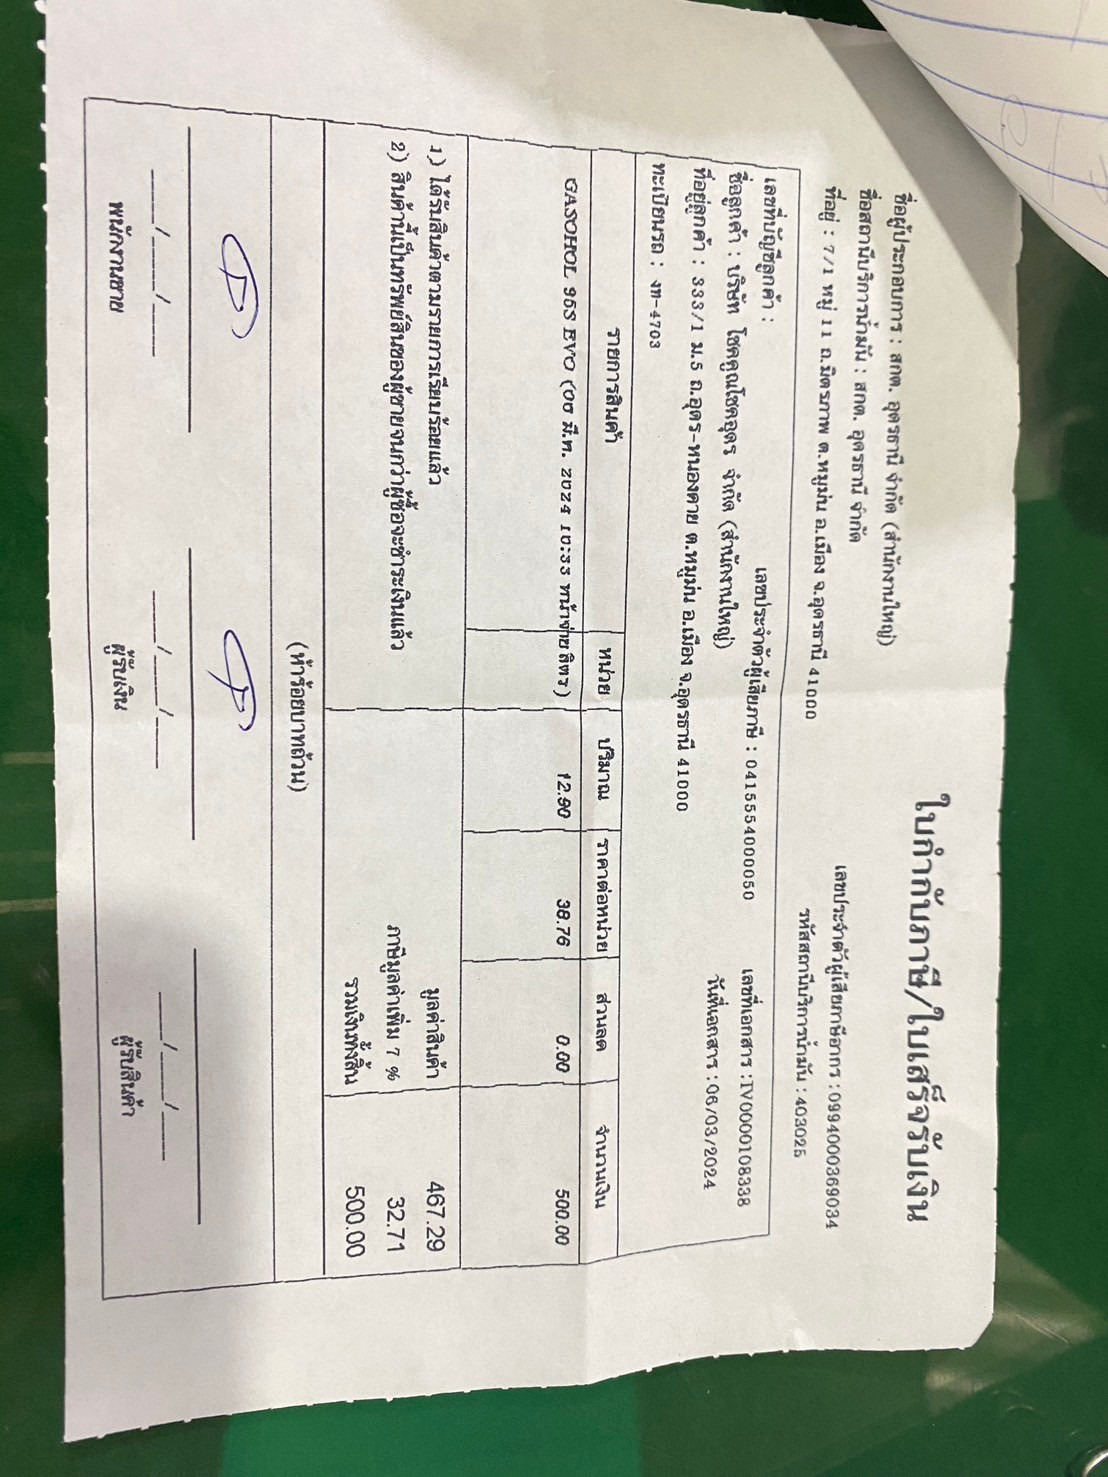 ใบกำกับภาษี/ใบเสร็จรับเงิน
ชื่อผู้ประกอบการ : สกต. อุดรธานี จำกัด (สำนักงานใหญ่)
เลขประจำตัวผู้เสียภาษีอากร : 0994000369034
ชื่อสถานีบริการน้ำมัน : สกต. อุดรธานี จำกัด
รหัสสถานีบริการน้ำมัน : 403025
ที่อยู่ : 7/1 หมู่ 11 ถ.มิตรภาพ ต.หมูม่น อ.เมือง จ.อุดรธานี 41000
เลขที่บัญชีลูกค้า :
เลขประจำตัวผู้เสียภาษี : 0415554000050
เลขที่เอกสาร : IV0000108338
ชื่อลูกค้า : บริษัท โชคคูณโชคอุดร จำกัด (สำนักงานใหญ่)
วันที่เอกสาร : 06/03/2024
ที่อยู่ลูกค้า : 333/1 ม.5 ถ.อุดร-หนองคาย ต.หมูม่น อ.เมือง จ.อุดรธานี 41000
ทะเบียนรถ : งท-4703
รายการสินค้า หน่วย ปริมาณ ราคาต่อหน่วย ส่วนลด จำนวนเงิน
GASOHOL 95S EVO (06 มี.ค. 2024 10:33 หน้าจ่าย ลิตร) 12.90 38.76 0.00 500.00
1) ได้รับสินค้าตามรายการเรียบร้อยแล้ว
มูลค่าสินค้า 467.29
2) สินค้านี้เป็นทรัพย์สินของผู้ขายจนกว่าผู้ซื้อจะชำระเงินแล้ว
ภาษีมูลค่าเพิ่ม 7 % 32.71
รวมเงินทั้งสิ้น 500.00
(ห้าร้อยบาทถ้วน)
___/___/___ ___/___/___ ___/___/___
พนักงานขาย ผู้รับเงิน ผู้รับสินค้า